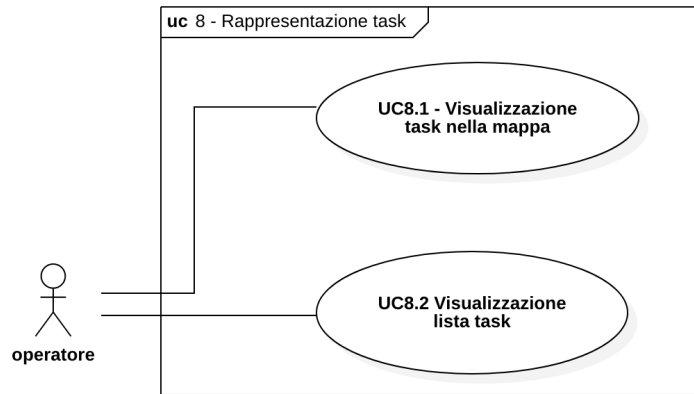 uc 8 - Rappresentazione task
UC8.1 - Visualizzazione
task nella mappa
UC8.2 Visualizzazione
lista task
operatore